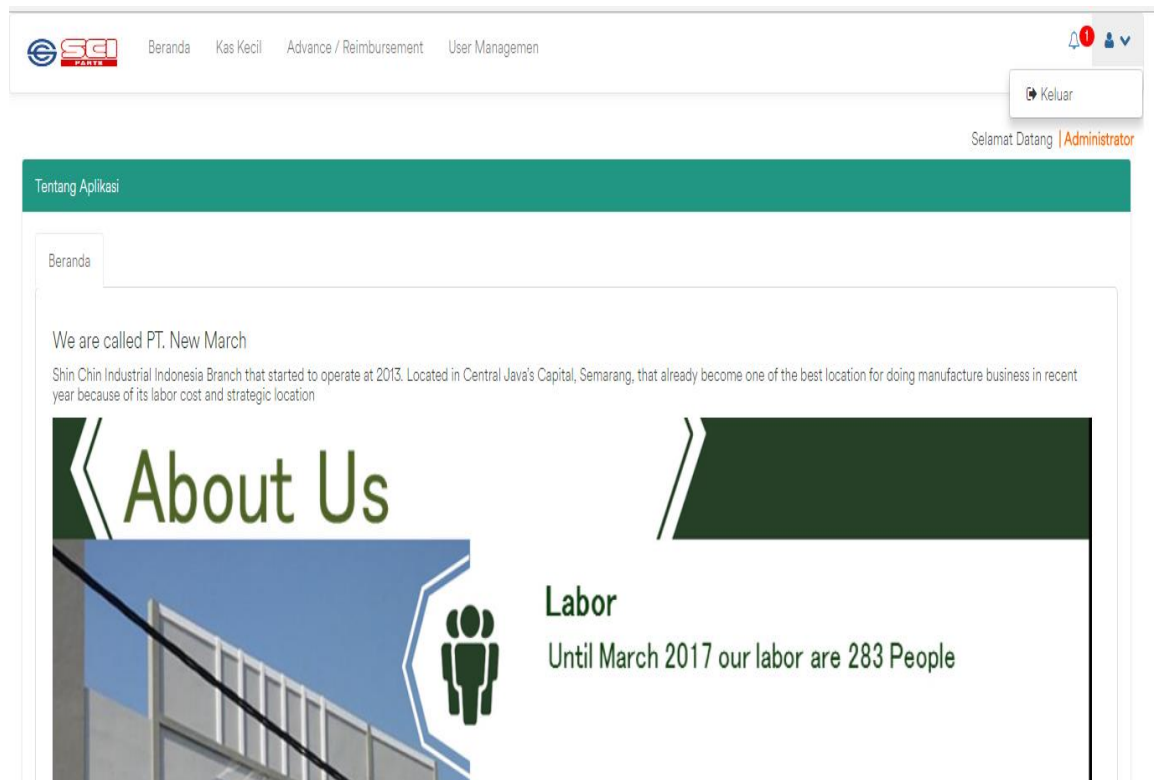 SCI
PARTS
Beranda Kas Kecil Advance / Reimbursement User Managemen
1
Keluar
Selamat Datang | Administrator
Tentang Aplikasi
Beranda
We are called PT. New March
Shin Chin Industrial Indonesia Branch that started to operate at 2013. Located in Central Java's Capital, Semarang, that already become one of the best location for doing manufacture business in recent
year because of its labor cost and strategic location
About Us
Labor
Until March 2017 our labor are 283 People